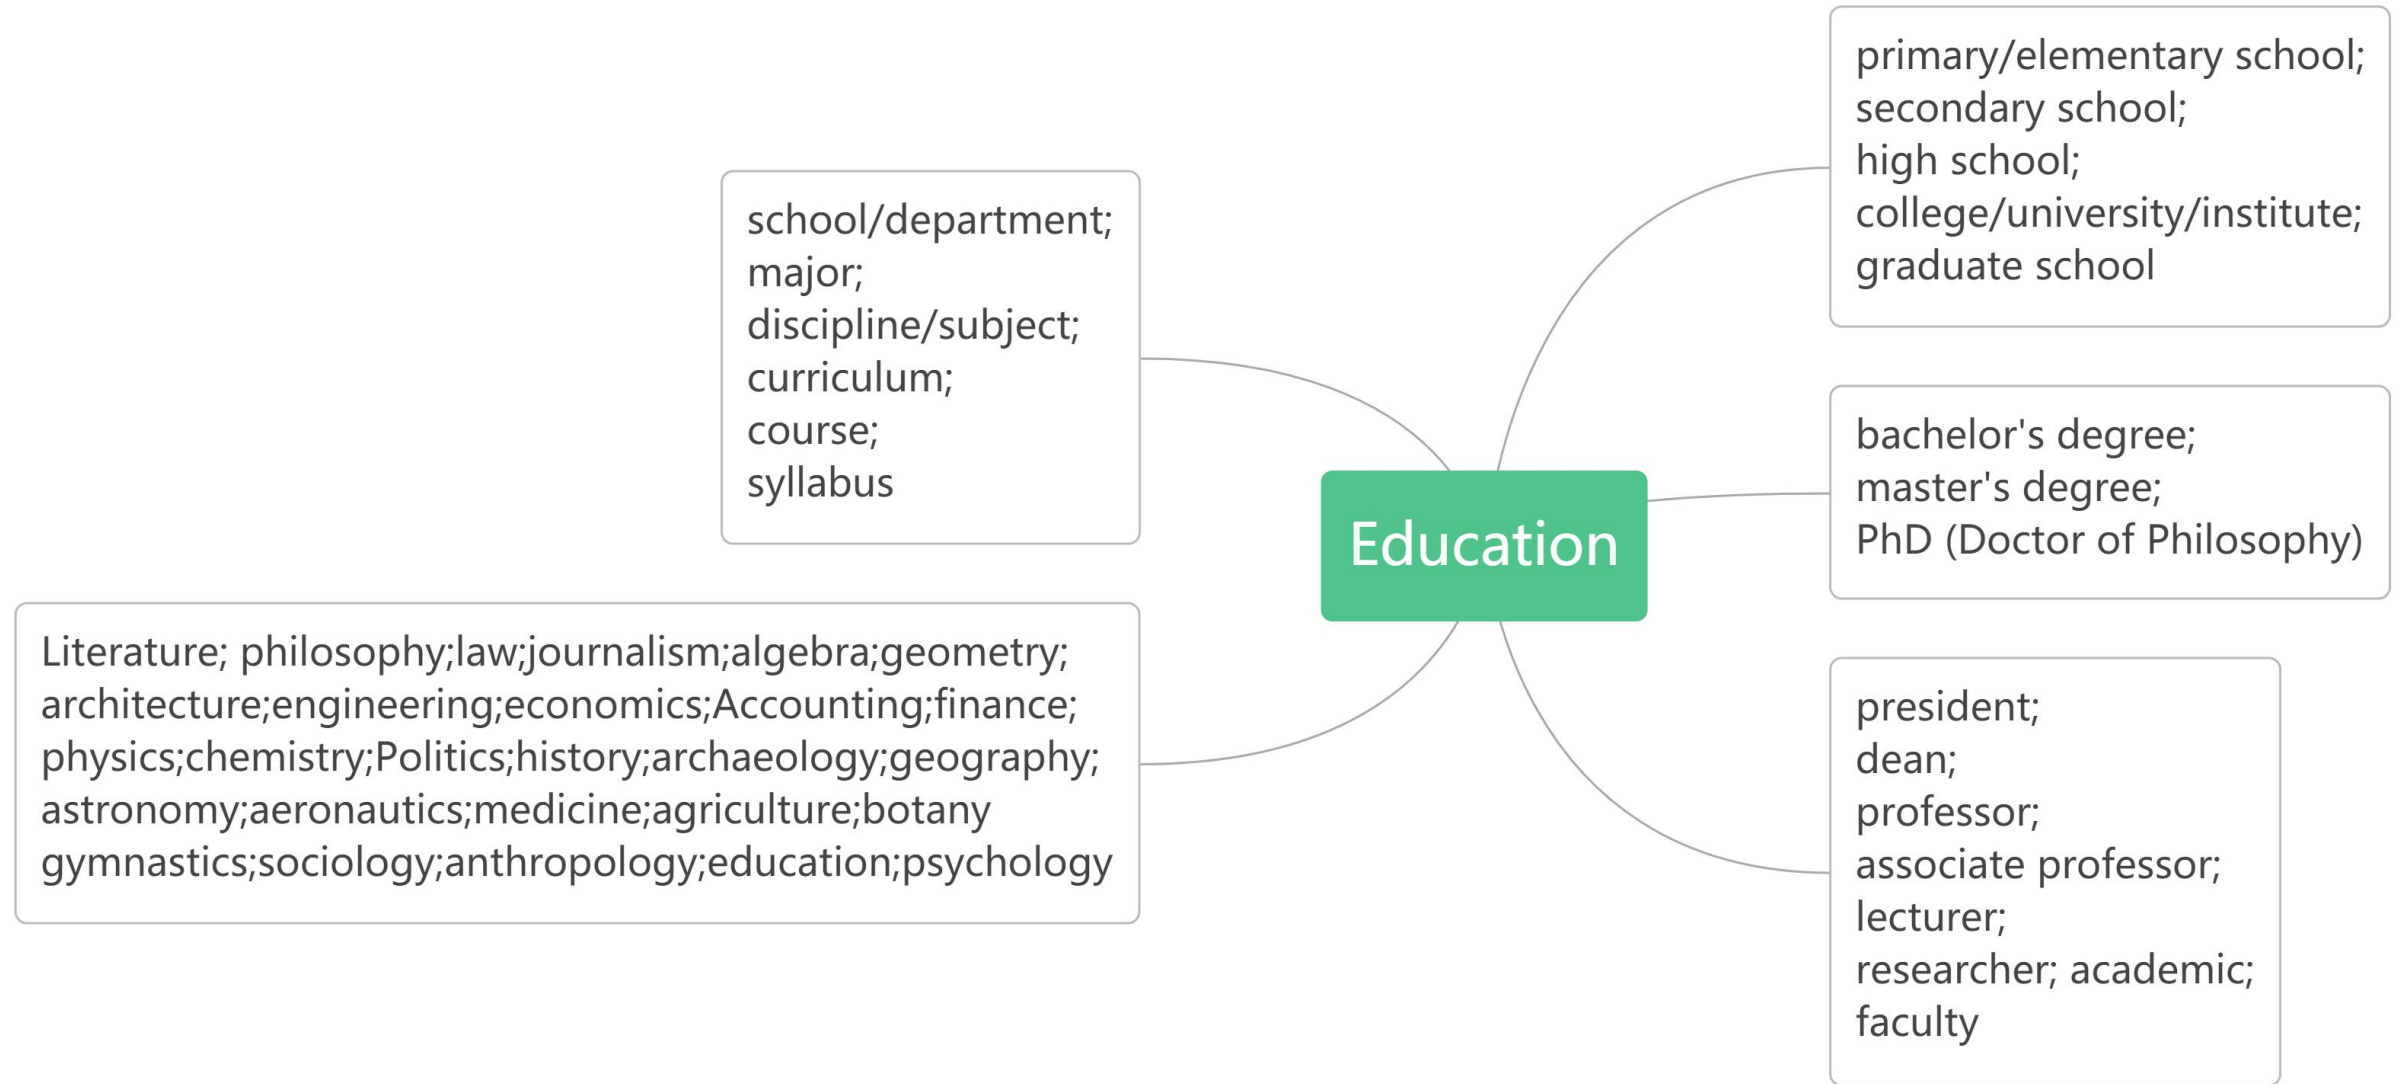 primary/elementary school;
secondary school;
high school;
college/university/institute;
graduate school
school/department;
major;
discipline/subject;
curriculum;
course;
syllabus
bachelor's degree;
master's degree;
PhD (Doctor of Philosophy)
Education
Literature; philosophy;law;journalism;algebra;geometry;
architecture;engineering;economics;Accounting;finance;
physics;chemistry;Politics;history;archaeology;geography;
astronomy;aeronautics;medicine;agriculture;botany
gymnastics;sociology;anthropology;education;psychology
president;
dean;
professor;
associate professor;
lecturer;
researcher; academic;
faculty